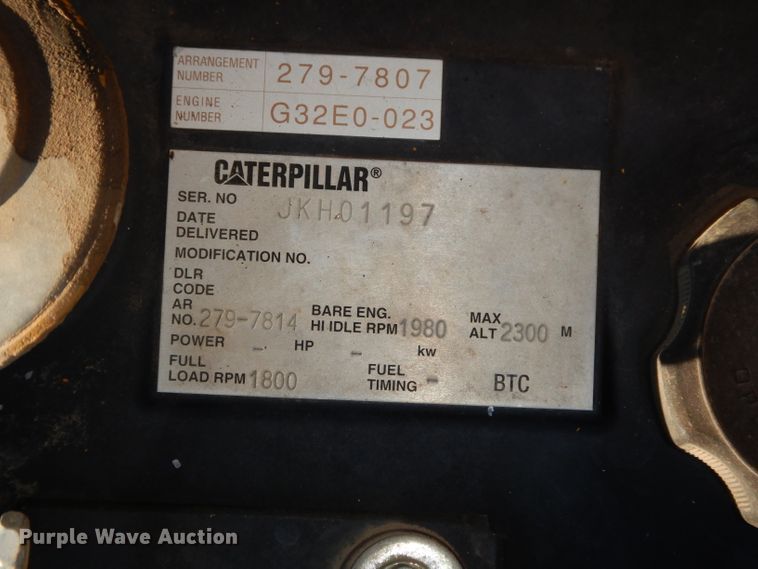 ARRANGEMENT NUMBER 279-7807
ENGINE NUMBER G32E0-023
CATERPILLAR®
SER. NO JKH01197
DATE DELIVERED
MODIFICATION NO.
DLR CODE
AR NO. 279-7814 BARE ENG. HI IDLE RPM 1980 MAX ALT 2300 M
POWER - HP - kw
FULL LOAD RPM 1800 FUEL TIMING - BTC
Purple Wave Auction